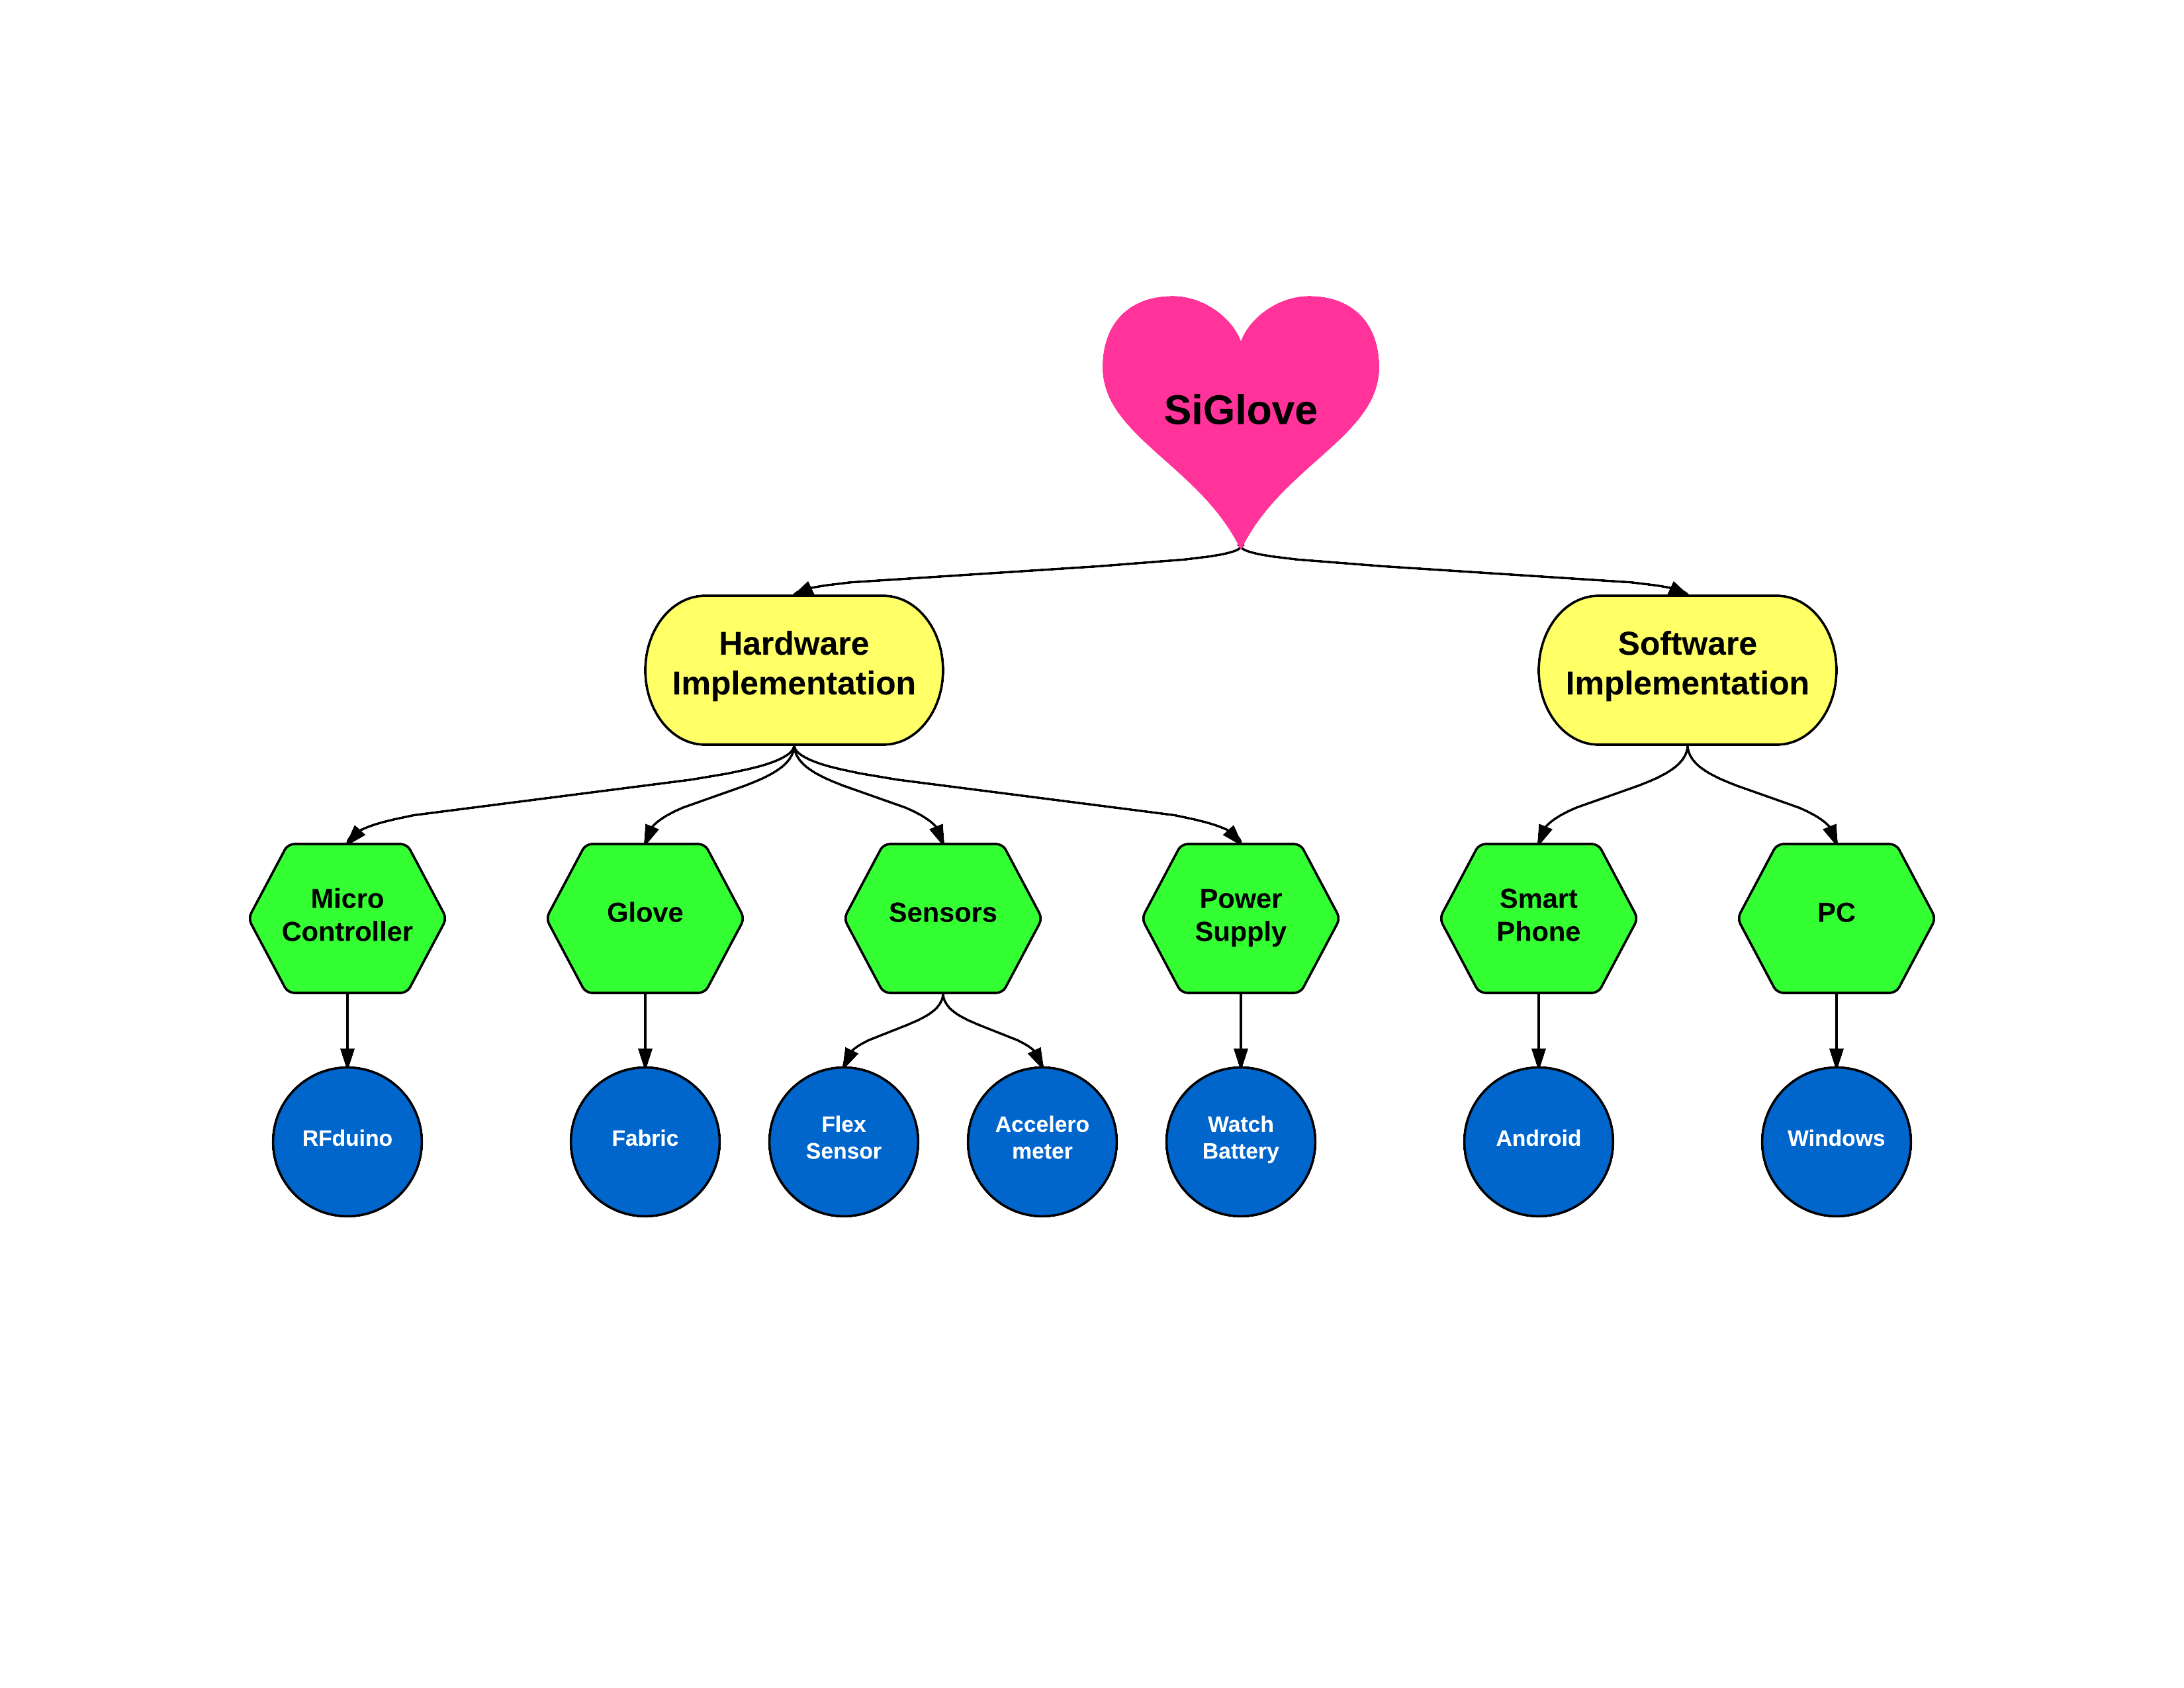 SiGlove
Hardware
Implementation
Software
Implementation
Micro
Controller
Glove
Sensors
Power
Supply
Smart
Phone
PC
RFduino
Fabric
Flex
Sensor
Accelero
meter
Watch
Battery
Android
Windows